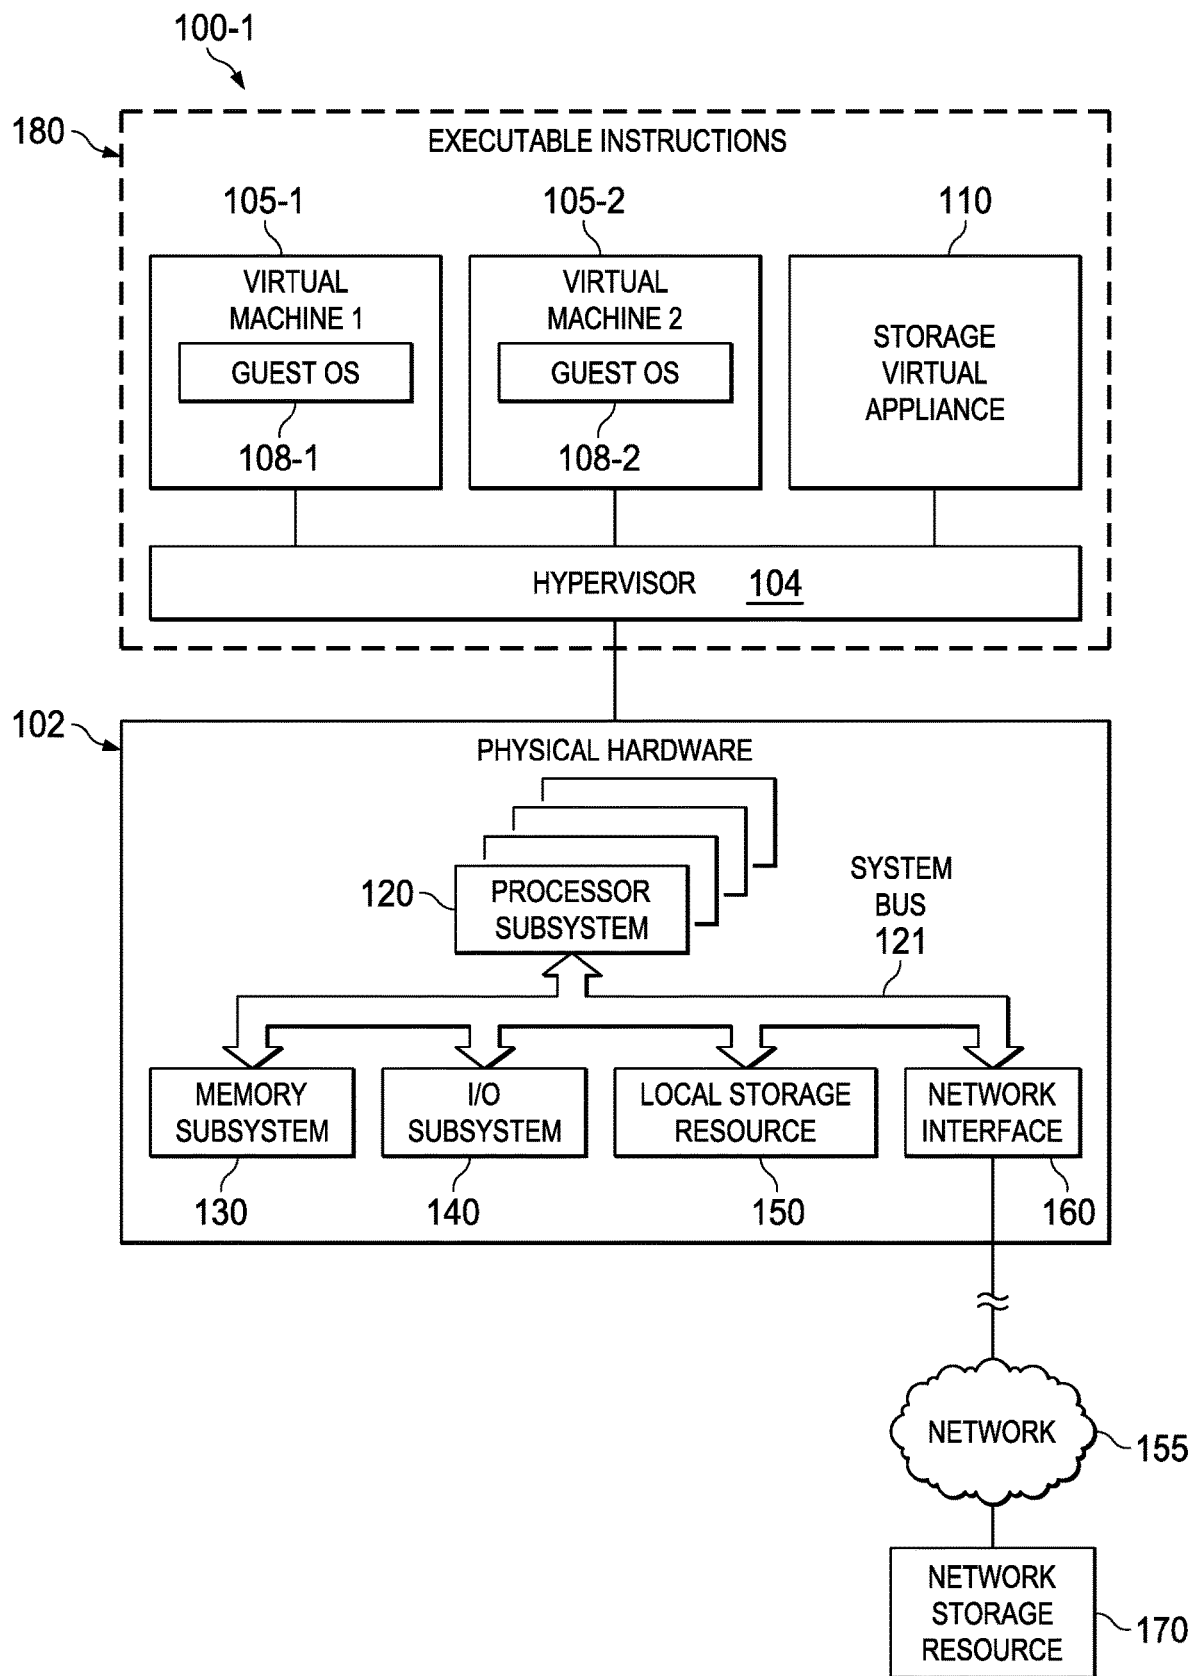 100-1
180
EXECUTABLE INSTRUCTIONS
105-1
105-2
110
VIRTUAL
MACHINE 1
GUEST OS
108-1
VIRTUAL
MACHINE 2
GUEST OS
108-2
STORAGE
VIRTUAL
APPLIANCE
HYPERVISOR 104
102
PHYSICAL HARDWARE
120
PROCESSOR
SUBSYSTEM
SYSTEM
BUS
121
MEMORY
SUBSYSTEM
130
I/O
SUBSYSTEM
140
LOCAL STORAGE
RESOURCE
150
NETWORK
INTERFACE
160
NETWORK
155
NETWORK
STORAGE
RESOURCE
170